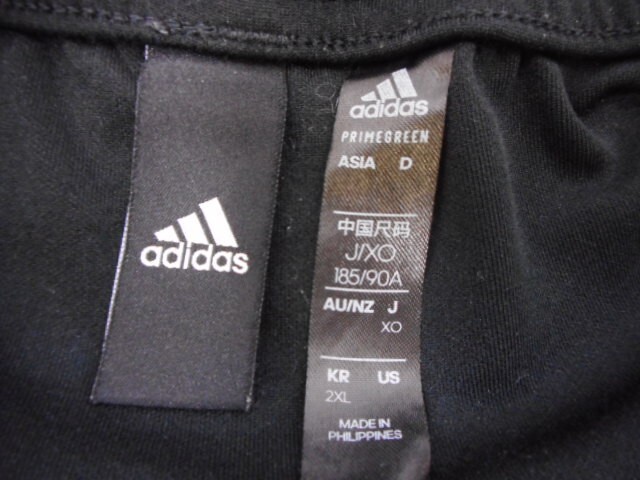 adidas
adidas
PRIMEGREEN
ASIA D
中国尺码
J/XO
185/90A
AU/NZ J
XO
KR US
2XL
MADE IN
PHILIPPINES